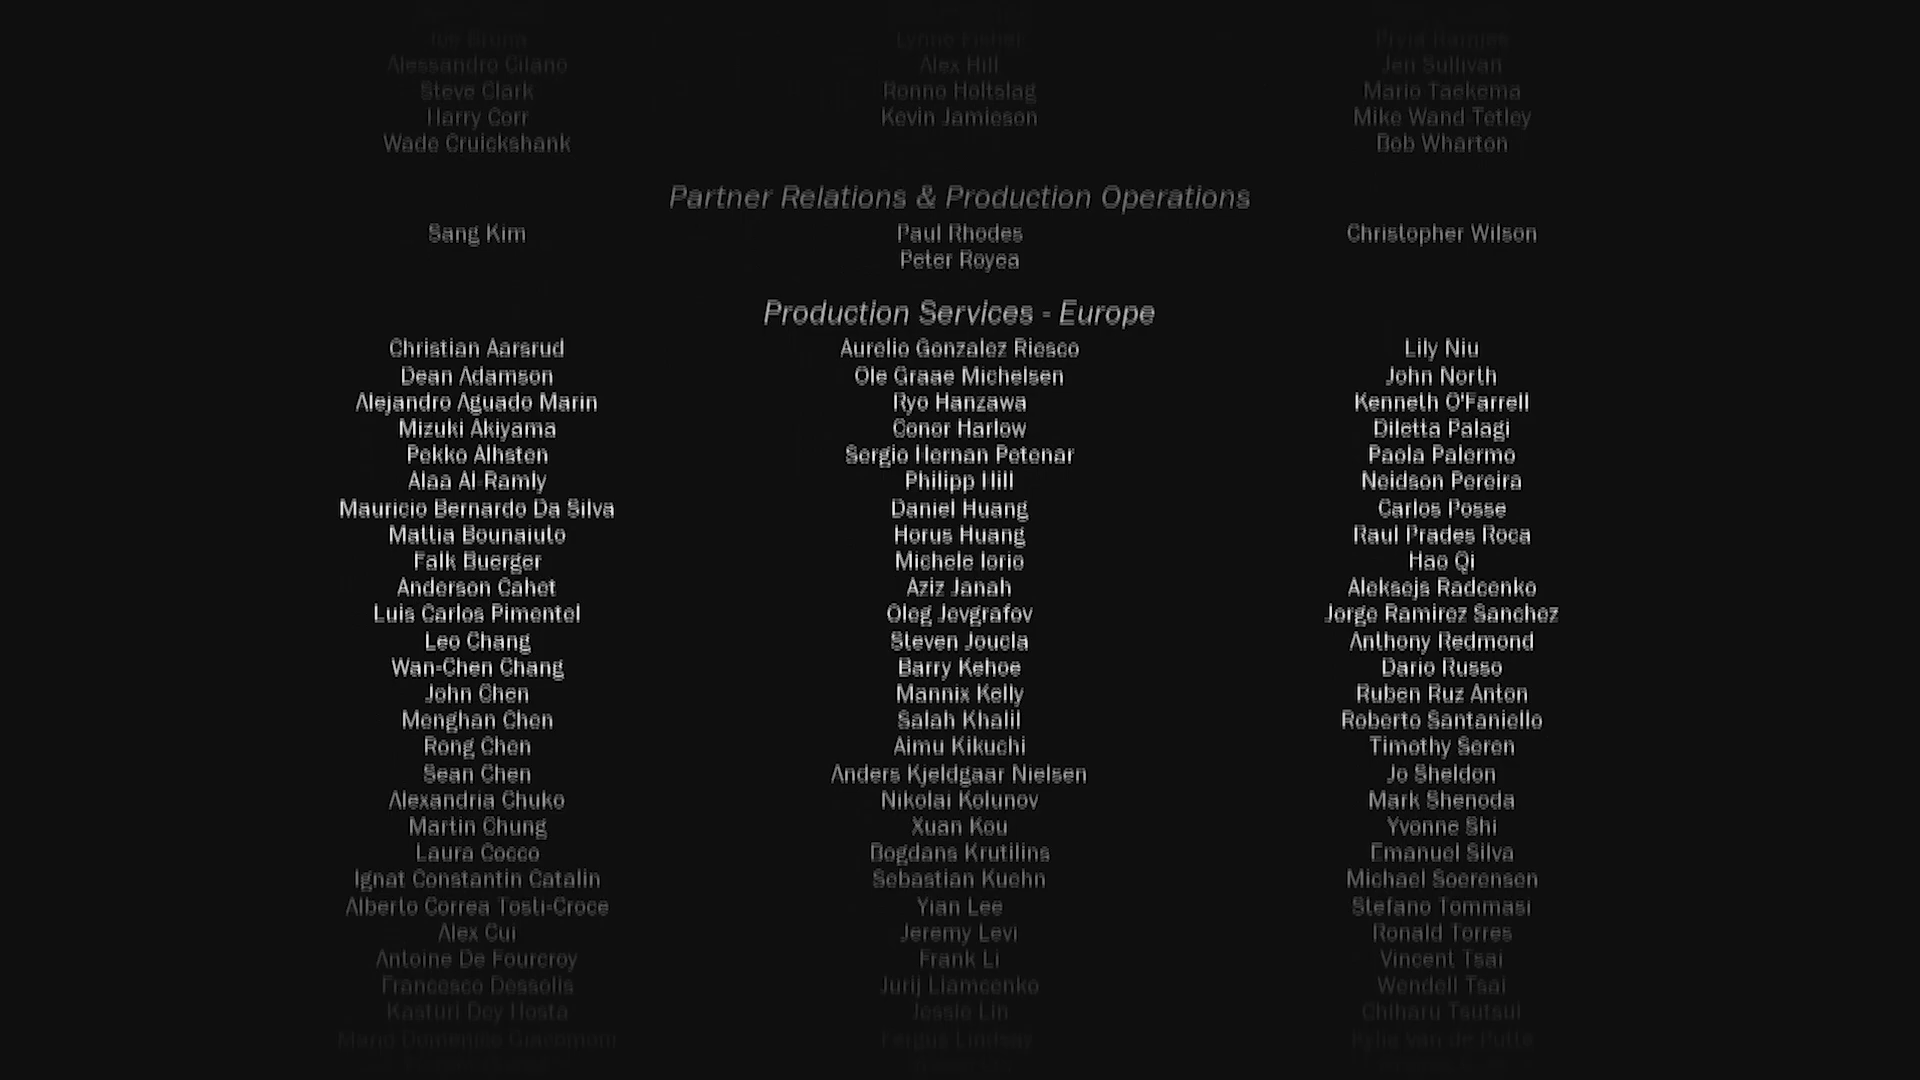 Alessandro Cilano Alex Hill Jen Sullivan
Steve Clark Ronno Holtslag Mario Taekema
Harry Corr Kevin Jamieson Mike Wand-Tetley
Wade Cruickshank Bob Wharton
Partner Relations & Production Operations
Sang Kim Paul Rhodes Christopher Wilson
Peter Royea
Production Services - Europe
Christian Aarsrud Aurelio Gonzalez Riesco Lily Niu
Dean Adamson Ole Graae Michelsen John North
Alejandro Aguado Marin Ryo Hanzawa Kenneth O'Farrell
Mizuki Akiyama Conor Harlow Diletta Palagi
Pekko Alhsten Sergio Hernan Petenar Paola Palermo
Alaa Al-Ramly Philipp Hill Neidson Pereira
Mauricio Bernardo Da Silva Daniel Huang Carlos Posse
Mattia Bounaiuto Horus Huang Raul Prades Roca
Falk Buerger Michele Iorio Hao Qi
Anderson Cahet Aziz Janah Aleksejs Radcenko
Luis Carlos Pimentel Oleg Jevgrafov Jorge Ramirez Sanchez
Leo Chang Steven Joucla Anthony Redmond
Wan-Chen Chang Barry Kehoe Dario Russo
John Chen Mannix Kelly Ruben Ruz Anton
Menghan Chen Salah Khalil Roberto Santaniello
Rong Chen Aimu Kikuchi Timothy Seren
Sean Chen Anders Kjeldgaar Nielsen Jo Sheldon
Alexandria Chuko Nikolai Kolunov Mark Shenoda
Martin Chung Xuan Kou Yvonne Shi
Laura Cocco Bogdans Krutilins Emanuel Silva
Ignat Constantin Catalin Sebastian Kuehn Michael Soerensen
Alberto Correa Tosti-Croce Yian Lee Stefano Tommasi
Alex Cui Jeremy Levi Ronald Torres
Antoine De Fourcroy Frank Li Vincent Tsai
Francesco Dessolis Jurij Liamcenko Wendell Tsai
Kasturi Dey Hosta Jessie Lin Chiharu Tsutsui